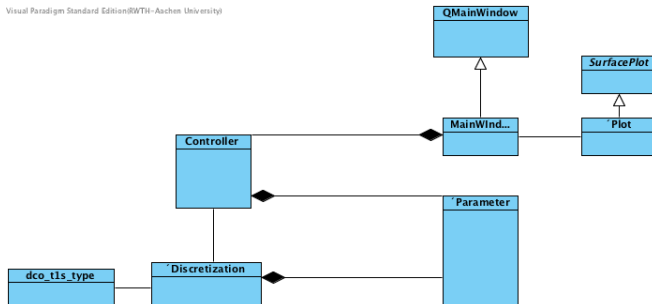 Visual Paradigm Standard Edition(RWTH-Aachen University)
QMainWindow
SurfacePlot
MainWInd...
´Plot
Controller
´Parameter
´Discretization
dco_t1s_type